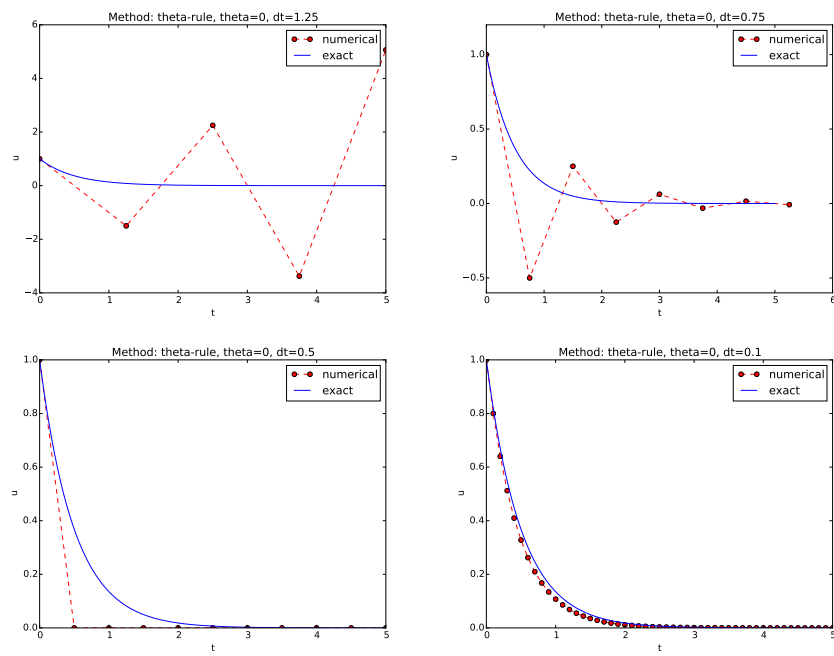 Method: theta-rule, theta=0, dt=1.25
6
4
2
0
−2
−4
u
0 1 2 3 4 5
t
numerical
exact
Method: theta-rule, theta=0, dt=0.75
1.0
0.5
0.0
−0.5
u
0 1 2 3 4 5 6
t
numerical
exact
Method: theta-rule, theta=0, dt=0.5
1.0
0.8
0.6
0.4
0.2
0.0
u
0 1 2 3 4 5
t
numerical
exact
Method: theta-rule, theta=0, dt=0.1
1.0
0.8
0.6
0.4
0.2
0.0
u
0 1 2 3 4 5
t
numerical
exact